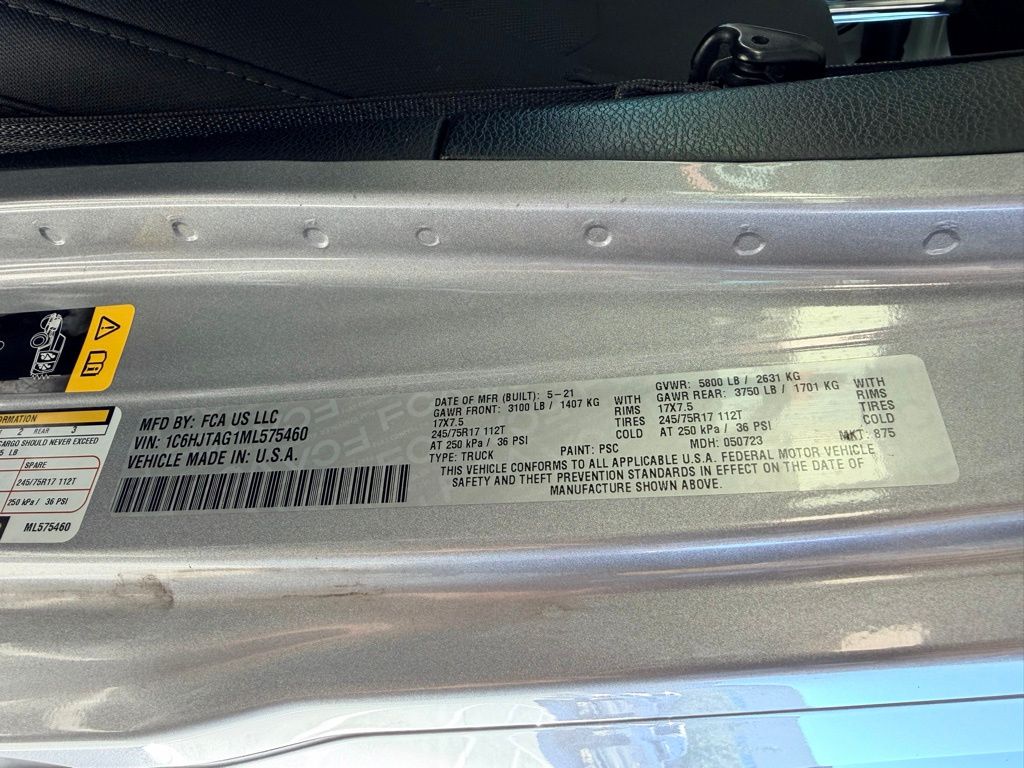 ORMATION
2 REAR 3
CARGO SHOULD NEVER EXCEED
5 LB
SPARE
245/75R17 112T
250 kPa / 36 PSI
ML575460
MFD BY: FCA US LLC
VIN: 1C6HJTAG1ML575460
VEHICLE MADE IN: U.S.A.
DATE OF MFR (BUILT): 5-21
GAWR FRONT: 3100 LB / 1407 KG WITH
17X7.5 RIMS
245/75R17 112T TIRES
AT 250 kPa / 36 PSI COLD
TYPE: TRUCK
PAINT: PSC
GVWR: 5800 LB / 2631 KG
GAWR REAR: 3750 LB / 1701 KG WITH
17X7.5 RIMS
245/75R17 112T TIRES
AT 250 kPa / 36 PSI COLD
MDH: 050723
MKT: 875
THIS VEHICLE CONFORMS TO ALL APPLICABLE U.S.A. FEDERAL MOTOR VEHICLE
SAFETY AND THEFT PREVENTION STANDARDS IN EFFECT ON THE DATE OF
MANUFACTURE SHOWN ABOVE.